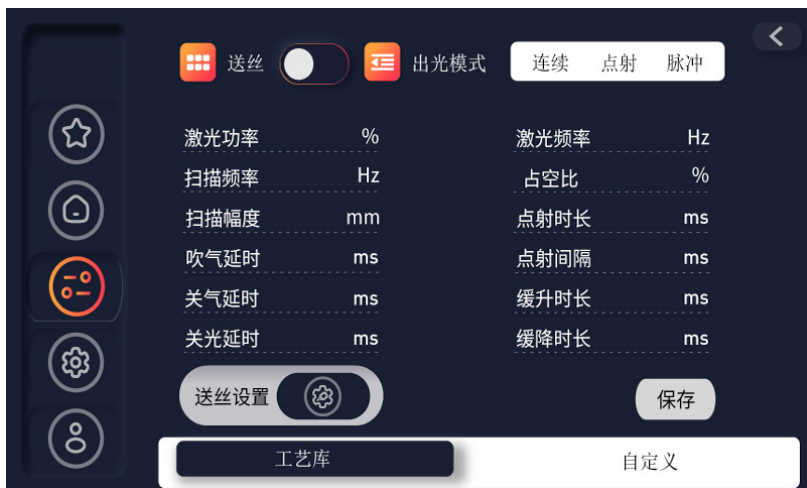 送丝 出光模式 连续 点射 脉冲
激光功率 % 激光频率 Hz
扫描频率 Hz 占空比 %
扫描幅度 mm 点射时长 ms
吹气延时 ms 点射间隔 ms
关气延时 ms 缓升时长 ms
关光延时 ms 缓降时长 ms
送丝设置 保存
工艺库 自定义